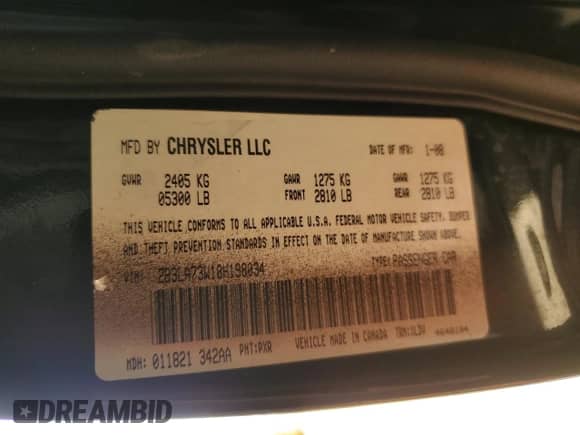 MFD BY CHRYSLER LLC DATE OF MFR: 1-08
GVWR 2405 KG GAWR 1275 KG GAWR 1275 KG
05300 LB FRONT 2810 LB REAR 2810 LB
THIS VEHICLE CONFORMS TO ALL APPLICABLE U.S.A. FEDERAL MOTOR VEHICLE SAFETY, BUMPER
AND THEFT PREVENTION STANDARDS IN EFFECT ON THE DATE OF MANUFACTURE SHOWN ABOVE.
VIN: 2B3LA73W18H198034 TYPE: PASSENGER CAR
MDH: 011821 342AA PNT: PXR VEHICLE MADE IN CANADA TRM: VLDV
DREAMBID